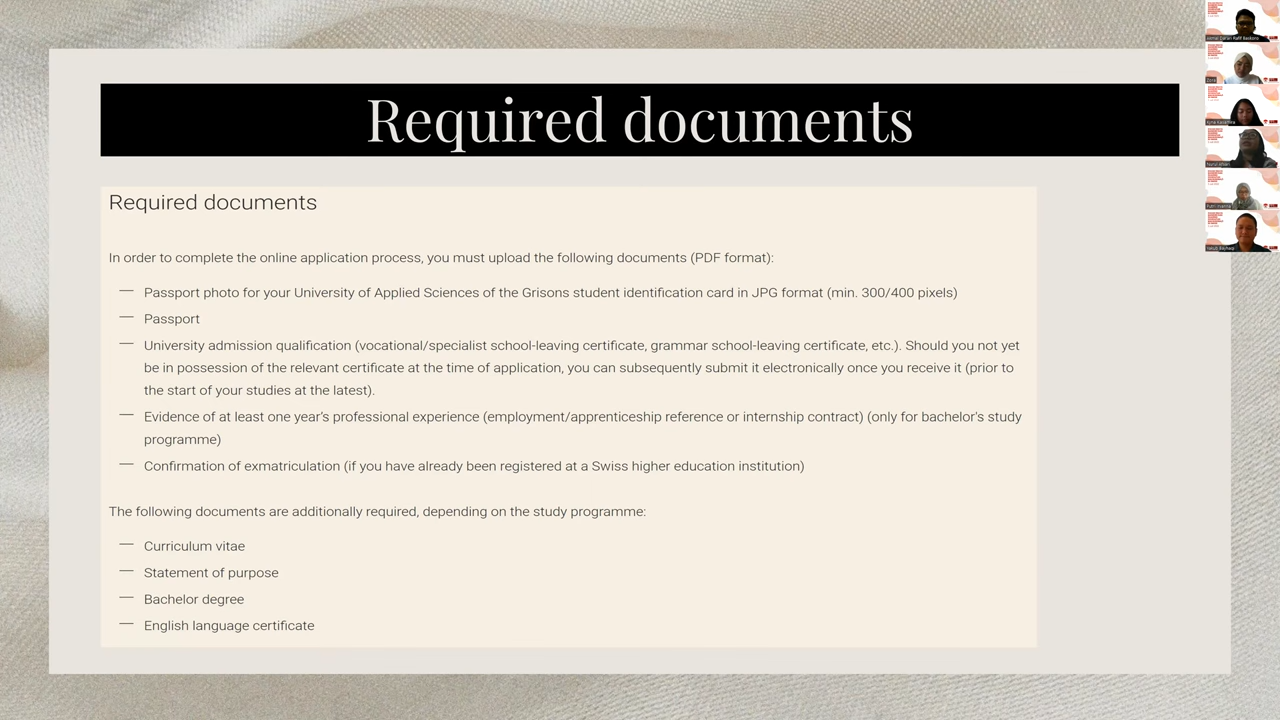 Required documents
Required documents
In order to complete the online application process, you must upload the following documents (PDF format):
Passport photo for your University of Applied Sciences of the Grisons student identification card in JPG format (min. 300/400 pixels)
Passport
University admission qualification (vocational/specialist school-leaving certificate, grammar school-leaving certificate, etc.). Should you not yet
be in possession of the relevant certificate at the time of application, you can subsequently submit it electronically once you receive it (prior to
the start of your studies at the latest).
Evidence of at least one year's professional experience (employment/apprenticeship reference or internship contract) (only for bachelor's study
programme)
Confirmation of exmatriculation (if you have already been registered at a Swiss higher education institution)
The following documents are additionally required, depending on the study programme:
Curriculum vitae
Statement of purpose
Bachelor degree
English language certificate